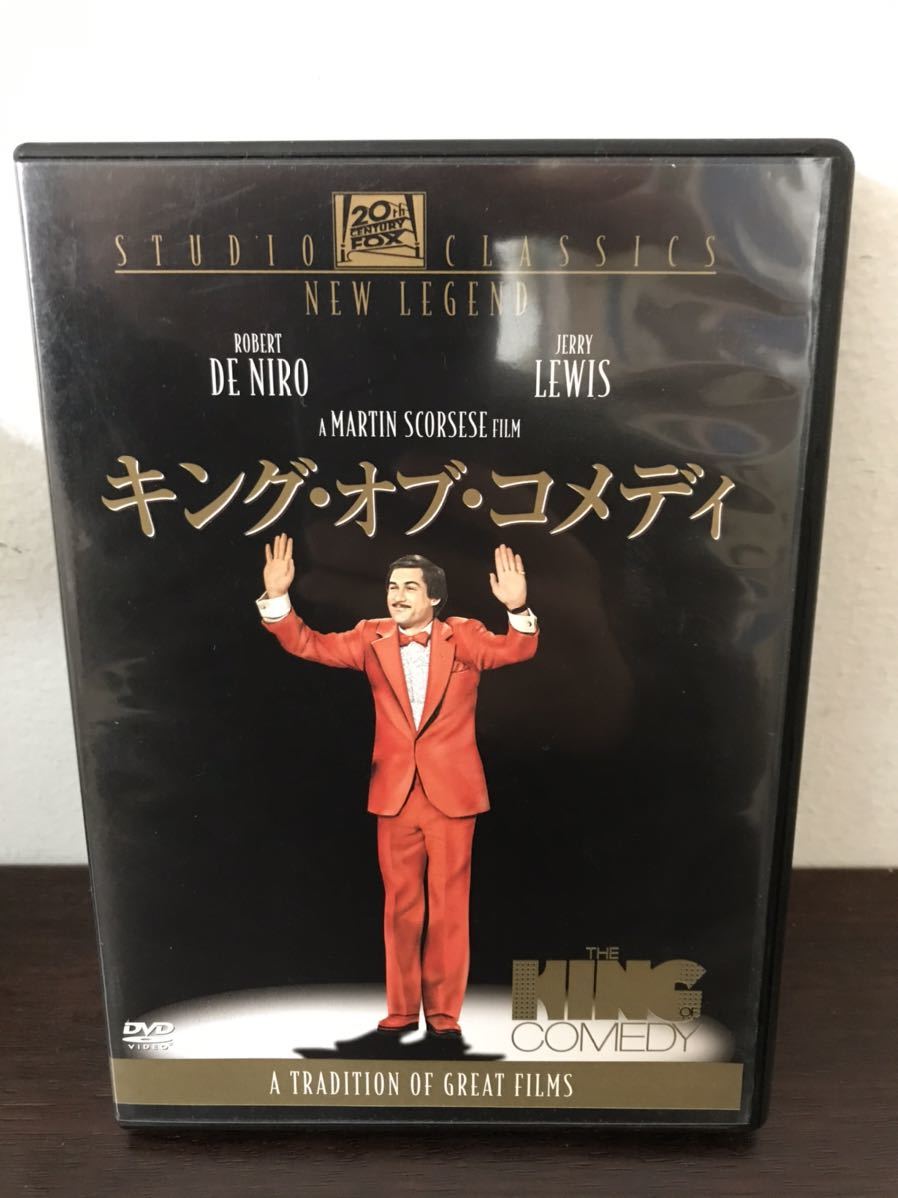 20th
CENTURY
FOX
STUDIO CLASSICS
NEW LEGEND
ROBERT
DE NIRO
JERRY
LEWIS
A MARTIN SCORSESE FILM
キング・オブ・コメディ
THE
KING
OF
COMEDY
DVD
VIDEO
A TRADITION OF GREAT FILMS